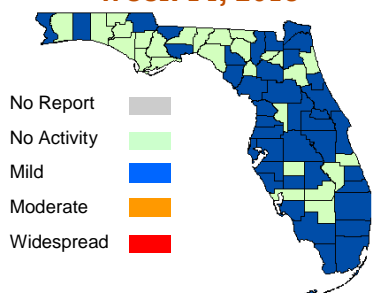 No Report
No Activity
Mild
Moderate
Widespread